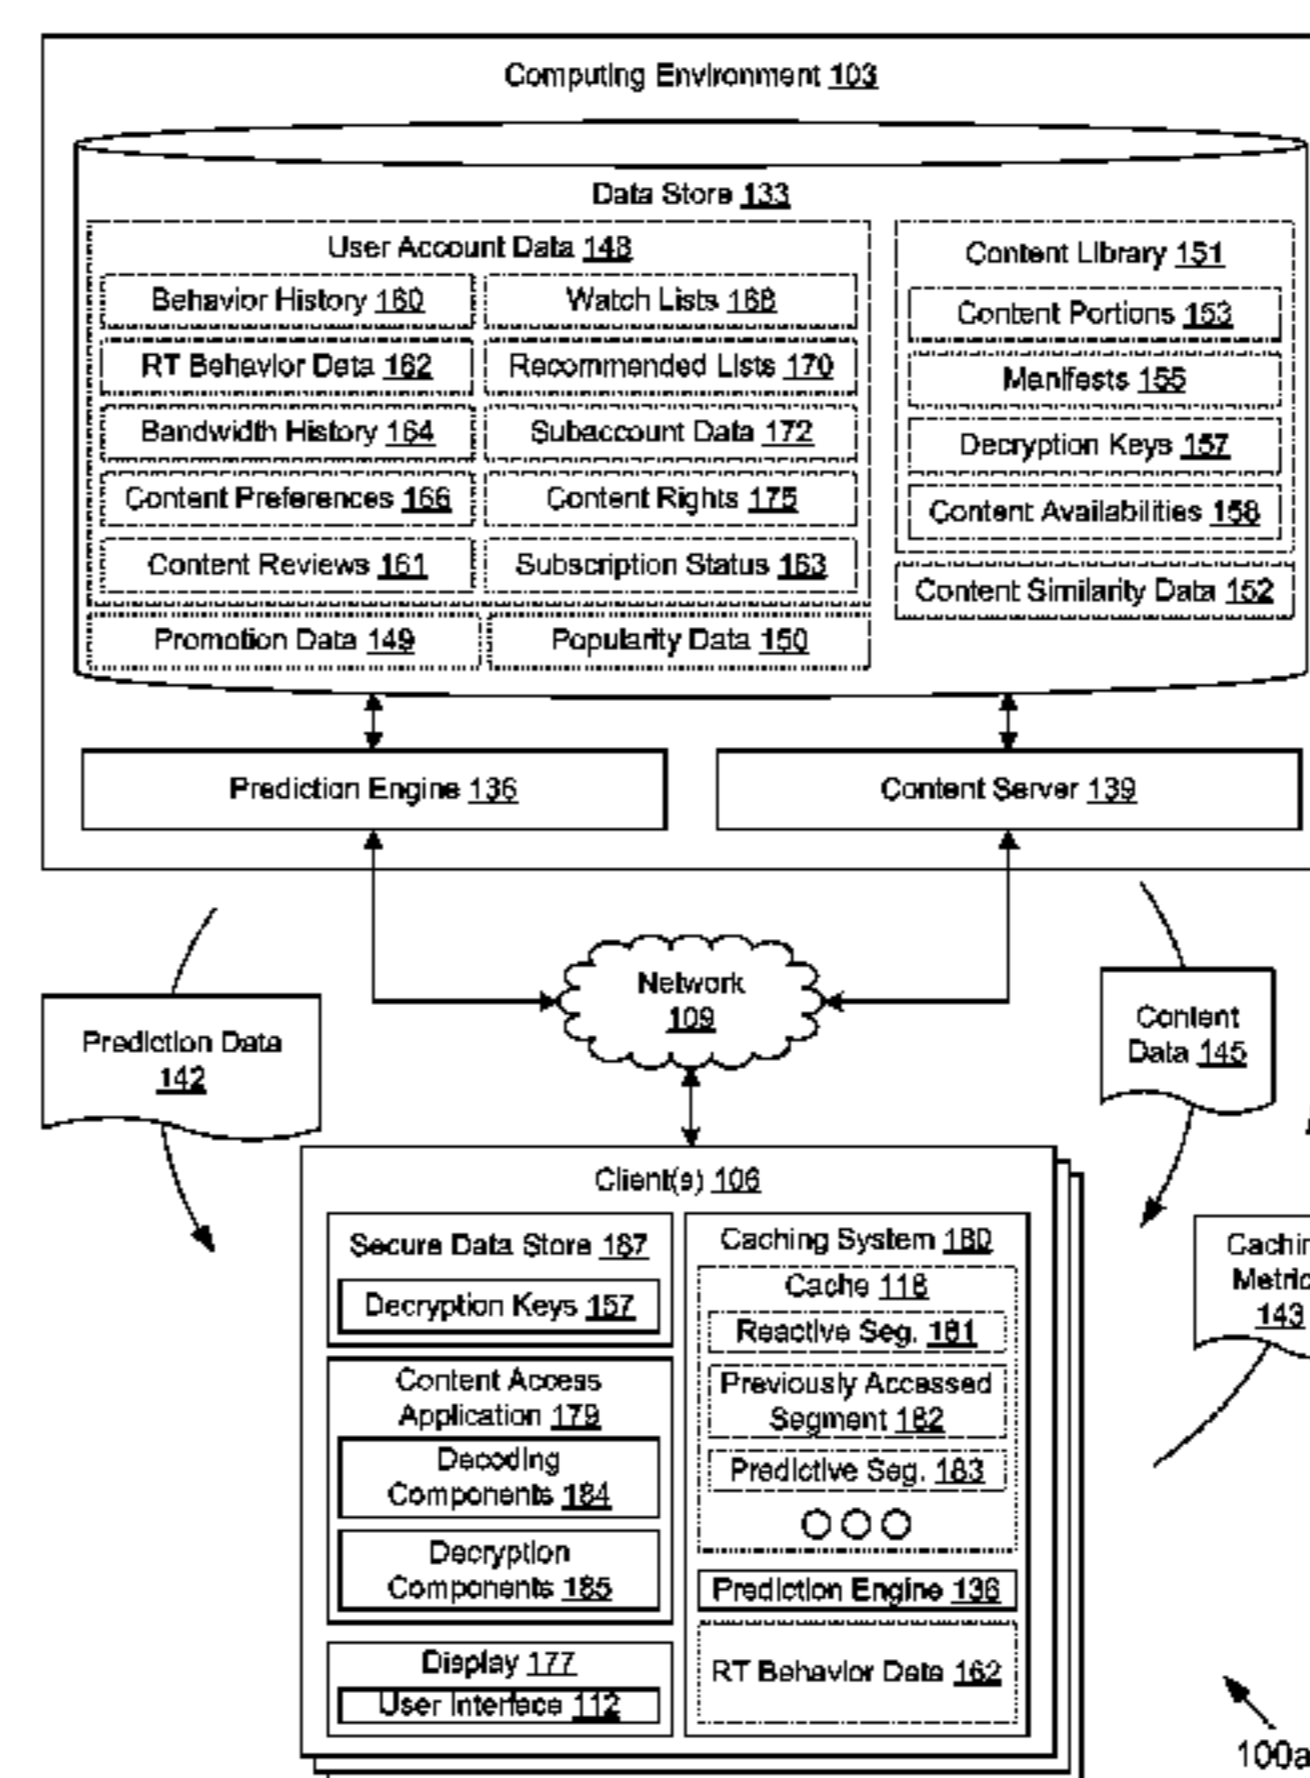 Computing Environment 103
Data Store 133
User Account Data 148
Behavior History 160
Watch Lists 168
RT Behavior Data 162
Recommended Lists 170
Bandwidth History 164
Subaccount Data 172
Content Preferences 166
Content Rights 175
Content Reviews 161
Subscription Status 163
Promotion Data 149
Popularity Data 150
Content Library 151
Content Portions 153
Manifests 155
Decryption Keys 157
Content Availabilities 158
Content Similarity Data 152
Prediction Engine 136
Content Server 139
Network
109
Prediction Data
142
Content
Data 145
Client(s) 106
Secure Data Store 187
Decryption Keys 157
Content Access
Application 179
Decoding
Components 184
Decryption
Components 185
Display 177
User Interface 112
Caching System 180
Cache 118
Reactive Seg. 181
Previously Accessed
Segment 182
Predictive Seg. 183
Prediction Engine 136
RT Behavior Data 162
Cachin
Metric
143
100a